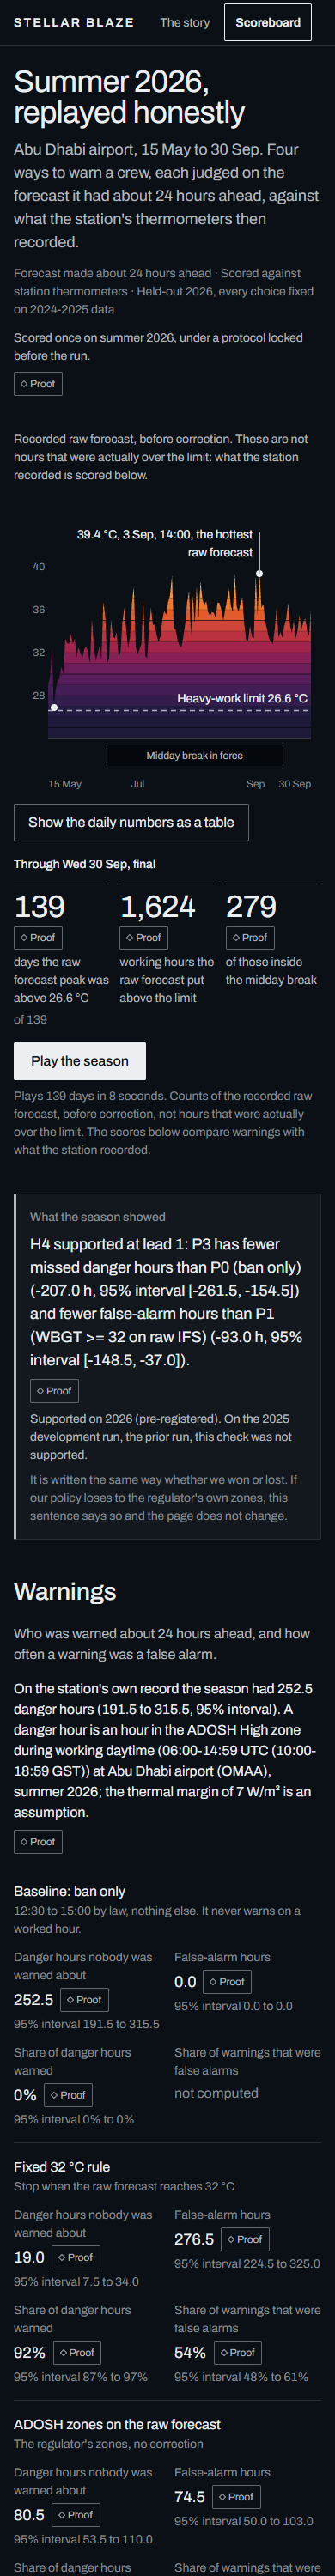 STELLAR BLAZE
The story
Scoreboard
Summer 2026,
replayed honestly
Abu Dhabi airport, 15 May to 30 Sep. Four
ways to warn a crew, each judged on the
forecast it had about 24 hours ahead, against
what the station's thermometers then
recorded.
Forecast made about 24 hours ahead · Scored against
station thermometers · Held-out 2026, every choice fixed
on 2024-2025 data
Scored once on summer 2026, under a protocol locked
before the run.
◇ Proof
Recorded raw forecast, before correction. These are not
hours that were actually over the limit: what the station
recorded is scored below.
39.4 °C, 3 Sep, 14:00, the hottest
raw forecast
40
36
32
28
Heavy-work limit 26.6 °C
Midday break in force
15 May
Jul
Sep
30 Sep
Show the daily numbers as a table
Through Wed 30 Sep, final
139
◇ Proof
days the raw
forecast peak was
above 26.6 °C
of 139
1,624
◇ Proof
working hours the
raw forecast put
above the limit
279
◇ Proof
of those inside
the midday break
Play the season
Plays 139 days in 8 seconds. Counts of the recorded raw
forecast, before correction, not hours that were actually
over the limit. The scores below compare warnings with
what the station recorded.
What the season showed
H4 supported at lead 1: P3 has fewer
missed danger hours than P0 (ban only)
(-207.0 h, 95% interval [-261.5, -154.5])
and fewer false-alarm hours than P1
(WBGT >= 32 on raw IFS) (-93.0 h, 95%
interval [-148.5, -37.0]).
◇ Proof
Supported on 2026 (pre-registered). On the 2025
development run, the prior run, this check was not
supported.
It is written the same way whether we won or lost. If
our policy loses to the regulator's own zones, this
sentence says so and the page does not change.
Warnings
Who was warned about 24 hours ahead, and how
often a warning was a false alarm.
On the station's own record the season had 252.5
danger hours (191.5 to 315.5, 95% interval). A
danger hour is an hour in the ADOSH High zone
during working daytime (06:00-14:59 UTC (10:00-
18:59 GST)) at Abu Dhabi airport (OMAA),
summer 2026; the thermal margin of 7 W/m² is an
assumption.
◇ Proof
Baseline: ban only
12:30 to 15:00 by law, nothing else. It never warns on a
worked hour.
Danger hours nobody was
warned about
252.5 ◇ Proof
95% interval 191.5 to 315.5
False-alarm hours
0.0 ◇ Proof
95% interval 0.0 to 0.0
Share of danger hours
warned
0% ◇ Proof
95% interval 0% to 0%
Share of warnings that were
false alarms
not computed
Fixed 32 °C rule
Stop when the raw forecast reaches 32 °C
Danger hours nobody was
warned about
19.0 ◇ Proof
95% interval 7.5 to 34.0
False-alarm hours
276.5 ◇ Proof
95% interval 224.5 to 325.0
Share of danger hours
warned
92% ◇ Proof
95% interval 87% to 97%
Share of warnings that were
false alarms
54% ◇ Proof
95% interval 48% to 61%
ADOSH zones on the raw forecast
The regulator's zones, no correction
Danger hours nobody was
warned about
80.5 ◇ Proof
95% interval 53.5 to 110.0
False-alarm hours
74.5 ◇ Proof
95% interval 50.0 to 103.0
Share of danger hours
Share of warnings that were